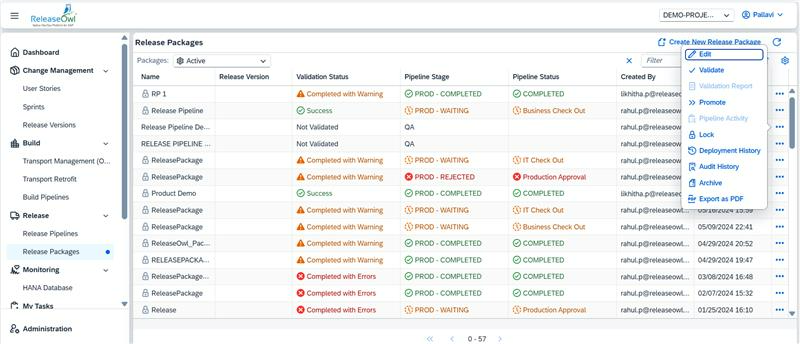 ReleaseOwl
DEMO-PROJE...
Pallavi
Dashboard
Change Management
User Stories
Sprints
Release Versions
Build
Transport Management (O...
Transport Retrofit
Build Pipelines
Release
Release Pipelines
Release Packages
Monitoring
HANA Database
My Tasks
Administration
Release Packages
Create New Release Package
Packages: Active
Filter
Name Release Version Validation Status Pipeline Stage Pipeline Status Created By
RP 1 Completed with Warning PROD - COMPLETED COMPLETED likhitha.p@releaseo...
Release Pipeline Success PROD - WAITING Business Check Out rahul.p@releaseowl...
Release Pipeline De... Not Validated QA rahul.p@releaseowl...
RELEASE PIPELINE ... Not Validated QA rahul.p@releaseowl...
ReleasePackage Completed with Warning PROD - WAITING IT Check Out rahul.p@releaseowl...
ReleasePackage Completed with Warning PROD - REJECTED Production Approval rahul.p@releaseowl...
Product Demo Success PROD - COMPLETED COMPLETED likhitha.p@releaseo...
ReleasePackage Completed with Warning PROD - WAITING IT Check Out rahul.p@releaseowl... 05/16/2024 15:59
ReleasePackage Completed with Warning PROD - WAITING Business Check Out rahul.p@releaseowl... 05/09/2024 22:41
ReleaseOwl_Pac... Completed with Warning PROD - COMPLETED COMPLETED rahul.p@releaseowl... 04/29/2024 20:52
RELEASEPACKA... Completed with Warning PROD - COMPLETED COMPLETED rahul.p@releaseowl... 04/29/2024 19:47
ReleasePackage... Completed with Errors PROD - COMPLETED COMPLETED rahul.p@releaseowl... 03/08/2024 16:48
ReleasePackage Completed with Errors PROD - COMPLETED COMPLETED rahul.p@releaseowl... 02/07/2024 15:32
Release Completed with Errors PROD - WAITING Production Approval rahul.p@releaseowl... 01/25/2024 16:10
Edit
Validate
Validation Report
Promote
Pipeline Activity
Lock
Deployment History
Audit History
Archive
Export as PDF
0 - 57